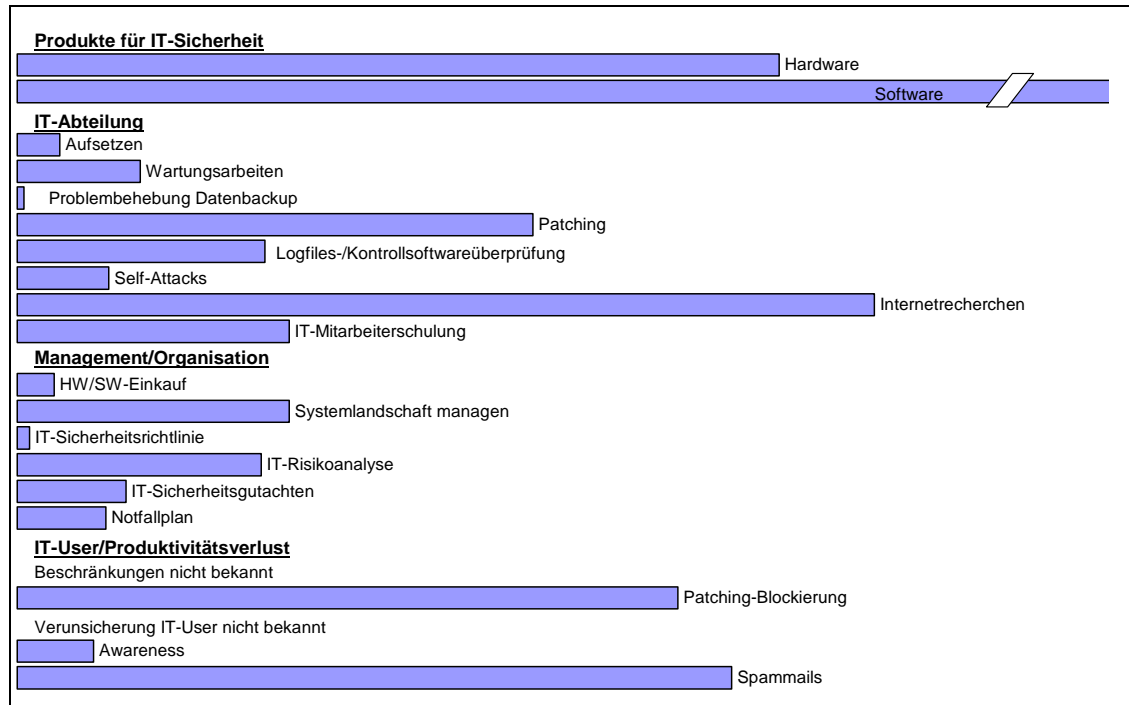 Produkte für IT-Sicherheit
Hardware
Software
IT-Abteilung
Aufsetzen
Wartungsarbeiten
Problembehebung Datenbackup
Patching
Logfiles-/Kontrollsoftwareüberprüfung
Self-Attacks
Internetrecherchen
IT-Mitarbeiterschulung
Management/Organisation
HW/SW-Einkauf
Systemlandschaft managen
IT-Sicherheitsrichtlinie
IT-Risikoanalyse
IT-Sicherheitsgutachten
Notfallplan
IT-User/Produktivitätsverlust
Beschränkungen nicht bekannt
Patching-Blockierung
Verunsicherung IT-User nicht bekannt
Awareness
Spammails